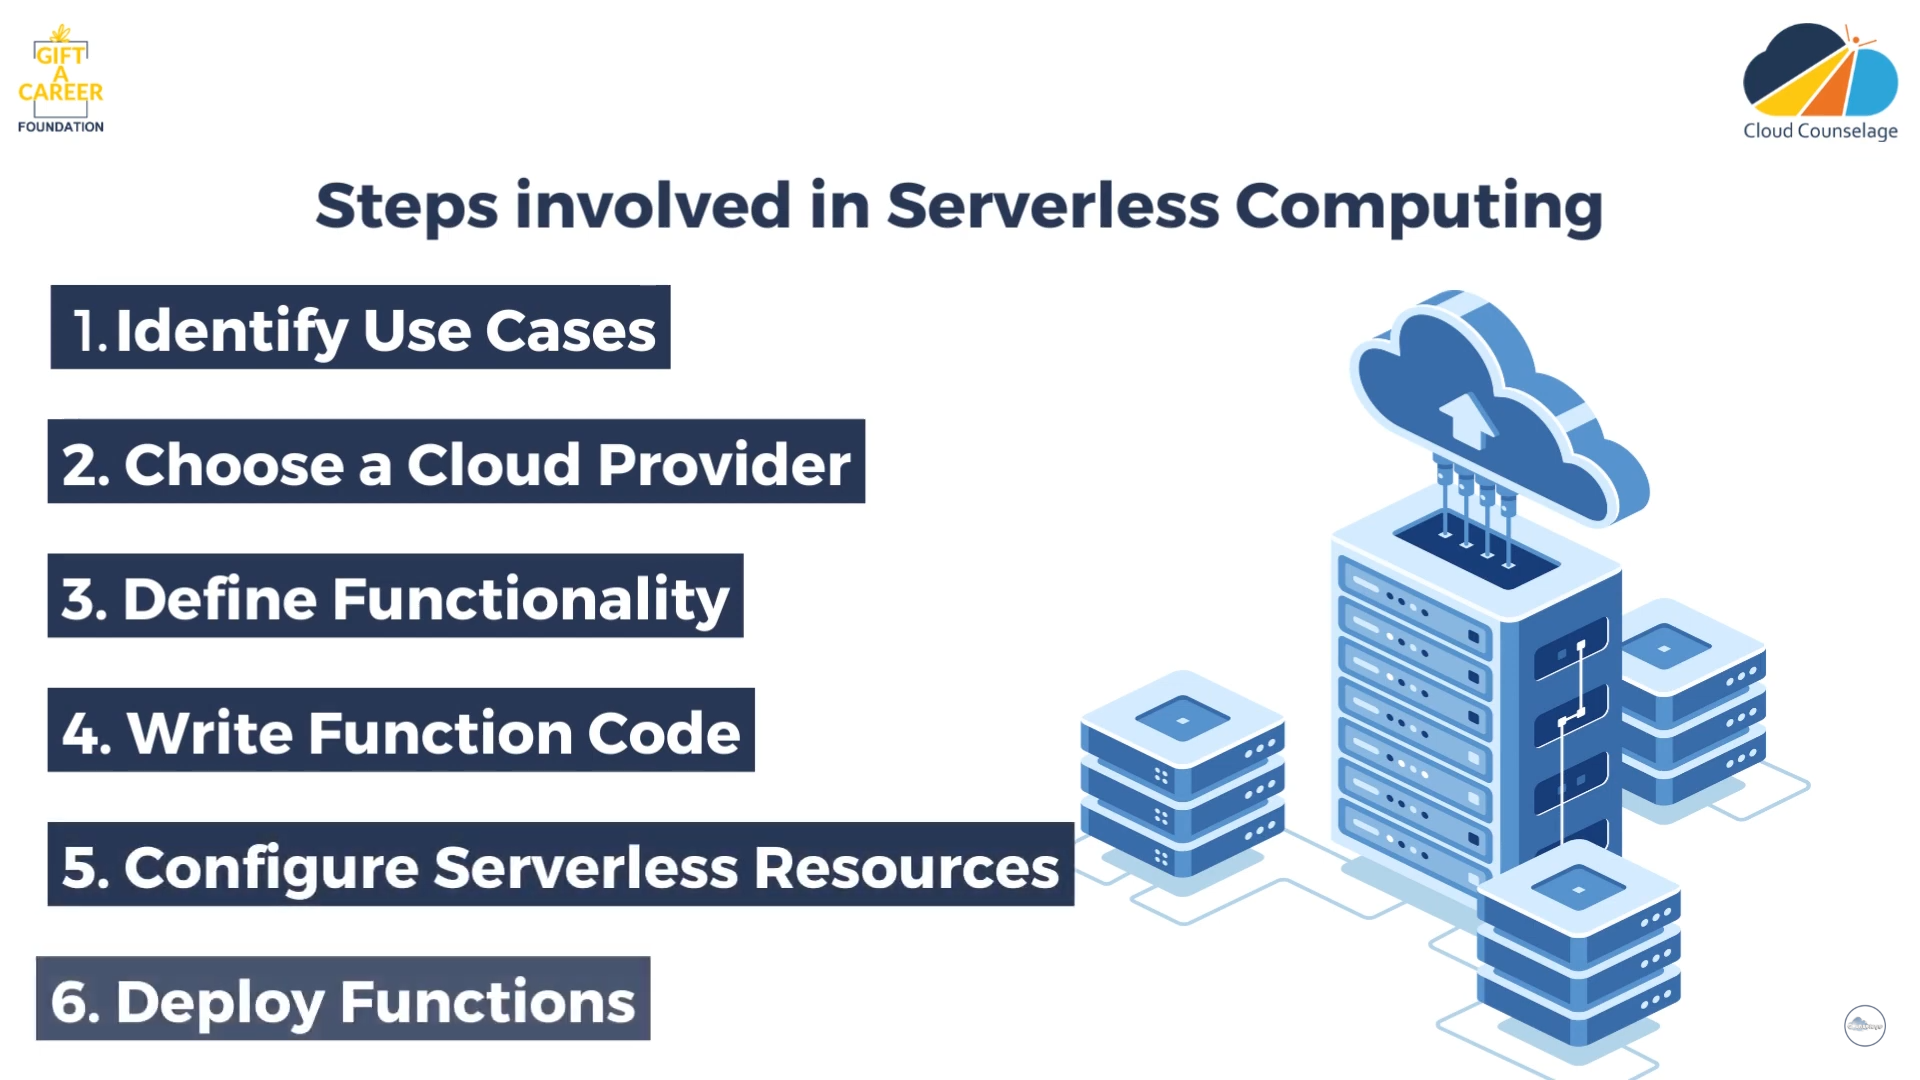 GIFT
A
CAREER
FOUNDATION
Cloud Counselage
Steps involved in Serverless Computing
1. Identify Use Cases
2. Choose a Cloud Provider
3. Define Functionality
4. Write Function Code
5. Configure Serverless Resources
6. Deploy Functions